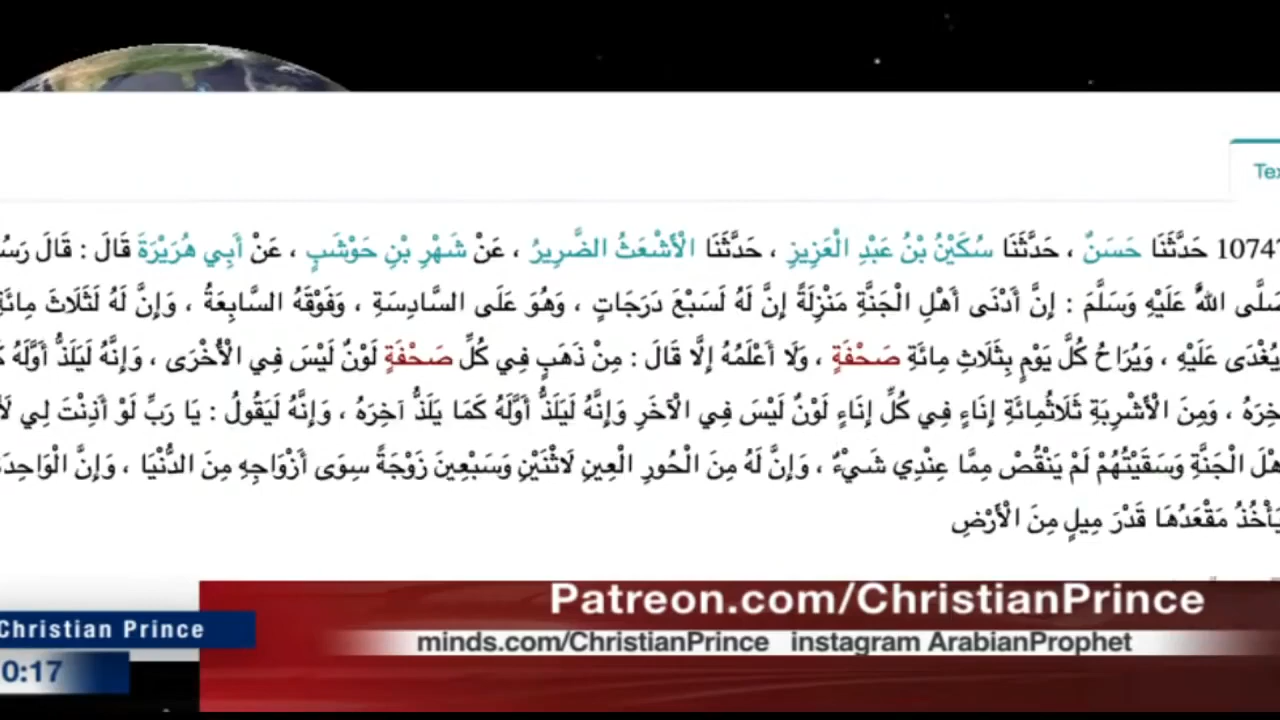 Tex
1074 حَدَّثَنَا حَسَنٌ ، حَدَّثَنَا سُكَيْنُ بْنُ عَبْدِ الْعَزِيزِ ، حَدَّثَنَا الْأَشْعَثُ الضَّرِيرُ ، عَنْ شَهْرِ بْنِ حَوْشَبٍ ، عَنْ أَبِي هُرَيْرَةَ قَالَ : قَالَ رَسُ
صَلَّى اللهُ عَلَيْهِ وَسَلَّمَ : إِنَّ أَدْنَى أَهْلِ الْجَنَّةِ مَنْزِلَةً إِنَّ لَهُ لَسَبْعَ دَرَجَاتٍ ، وَهُوَ عَلَى السَّادِسَةِ ، وَفَوْقَهُ السَّابِعَةُ ، وَإِنَّ لَهُ لَثَلَاثَ مِائَةِ
يُغْدَى عَلَيْهِ ، وَيُرَاحُ كُلَّ يَوْمٍ بِثَلَاثِ مِائَةِ صَحْفَةٍ ، وَلَا أَعْلَمُهُ إِلَّا قَالَ : مِنْ ذَهَبٍ فِي كُلِّ صَحْفَةٍ لَوْنٌ لَيْسَ فِي الْأُخْرَى ، وَإِنَّهُ لَيَلَذُّ أَوَّلَهُ كَ
خِرَهُ ، وَمِنَ الْأَشْرِبَةِ ثَلَاثُمِائَةِ إِنَاءٍ فِي كُلِّ إِنَاءٍ لَوْنٌ لَيْسَ فِي الْآخَرِ وَإِنَّهُ لَيَلَذُّ أَوَّلَهُ كَمَا يَلَذُّ آخِرَهُ ، وَإِنَّهُ لَيَقُولُ : يَا رَبِّ لَوْ أَذِنْتَ لِي لَأَ
هْلَ الْجَنَّةِ وَسَقَيْتُهُمْ لَمْ يَنْقُصْ مِمَّا عِنْدِي شَيْءٌ ، وَإِنَّ لَهُ مِنَ الْحُورِ الْعِينِ لَاثْنَيْنِ وَسَبْعِينَ زَوْجَةً سِوَى أَزْوَاجِهِ مِنَ الدُّنْيَا ، وَإِنَّ الْوَاحِدَةَ
يَأْخُذُ مَقْعَدُهَا قَدْرَ مِيلٍ مِنَ الْأَرْضِ
Patreon.com/ChristianPrince
Christian Prince
minds.com/ChristianPrince instagram ArabianProphet
0:17